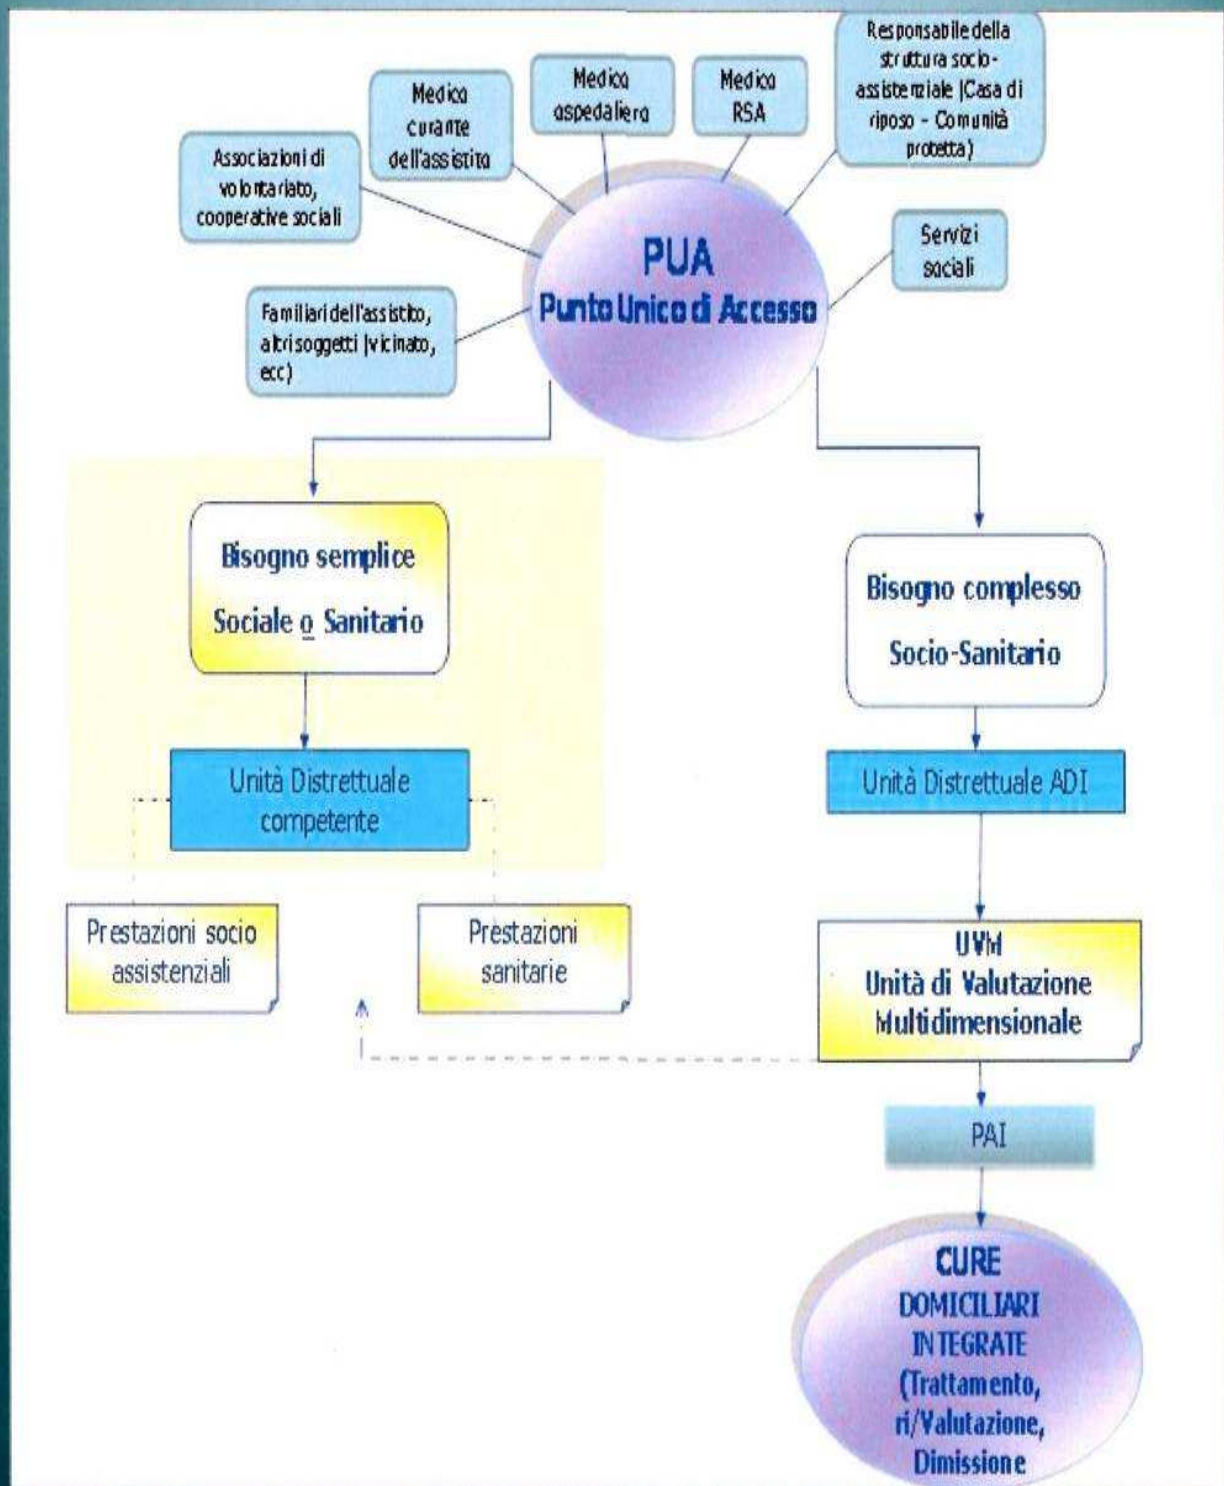 Responsabile della
struttura socio-
assistenziale (Casa di
riposo - Comunità
protetta)
Medico
RSA
Medico
ospedaliero
Medico
curante
dell'assistito
Associazioni di
volontariato,
cooperative sociali
Servizi
sociali
Familiari dell'assistito,
altri soggetti (vicinato,
ecc)
PUA
Punto Unico di Accesso
Bisogno semplice
Sociale o Sanitario
Bisogno complesso
Socio-Sanitario
Unità Distrettuale
competente
Unità Distrettuale ADI
Prestazioni socio
assistenziali
Prestazioni
sanitarie
UVM
Unità di Valutazione
Multidimensionale
PAI
CURE
DOMICILIARI
INTEGRATE
(Trattamento,
ri/Valutazione,
Dimissione